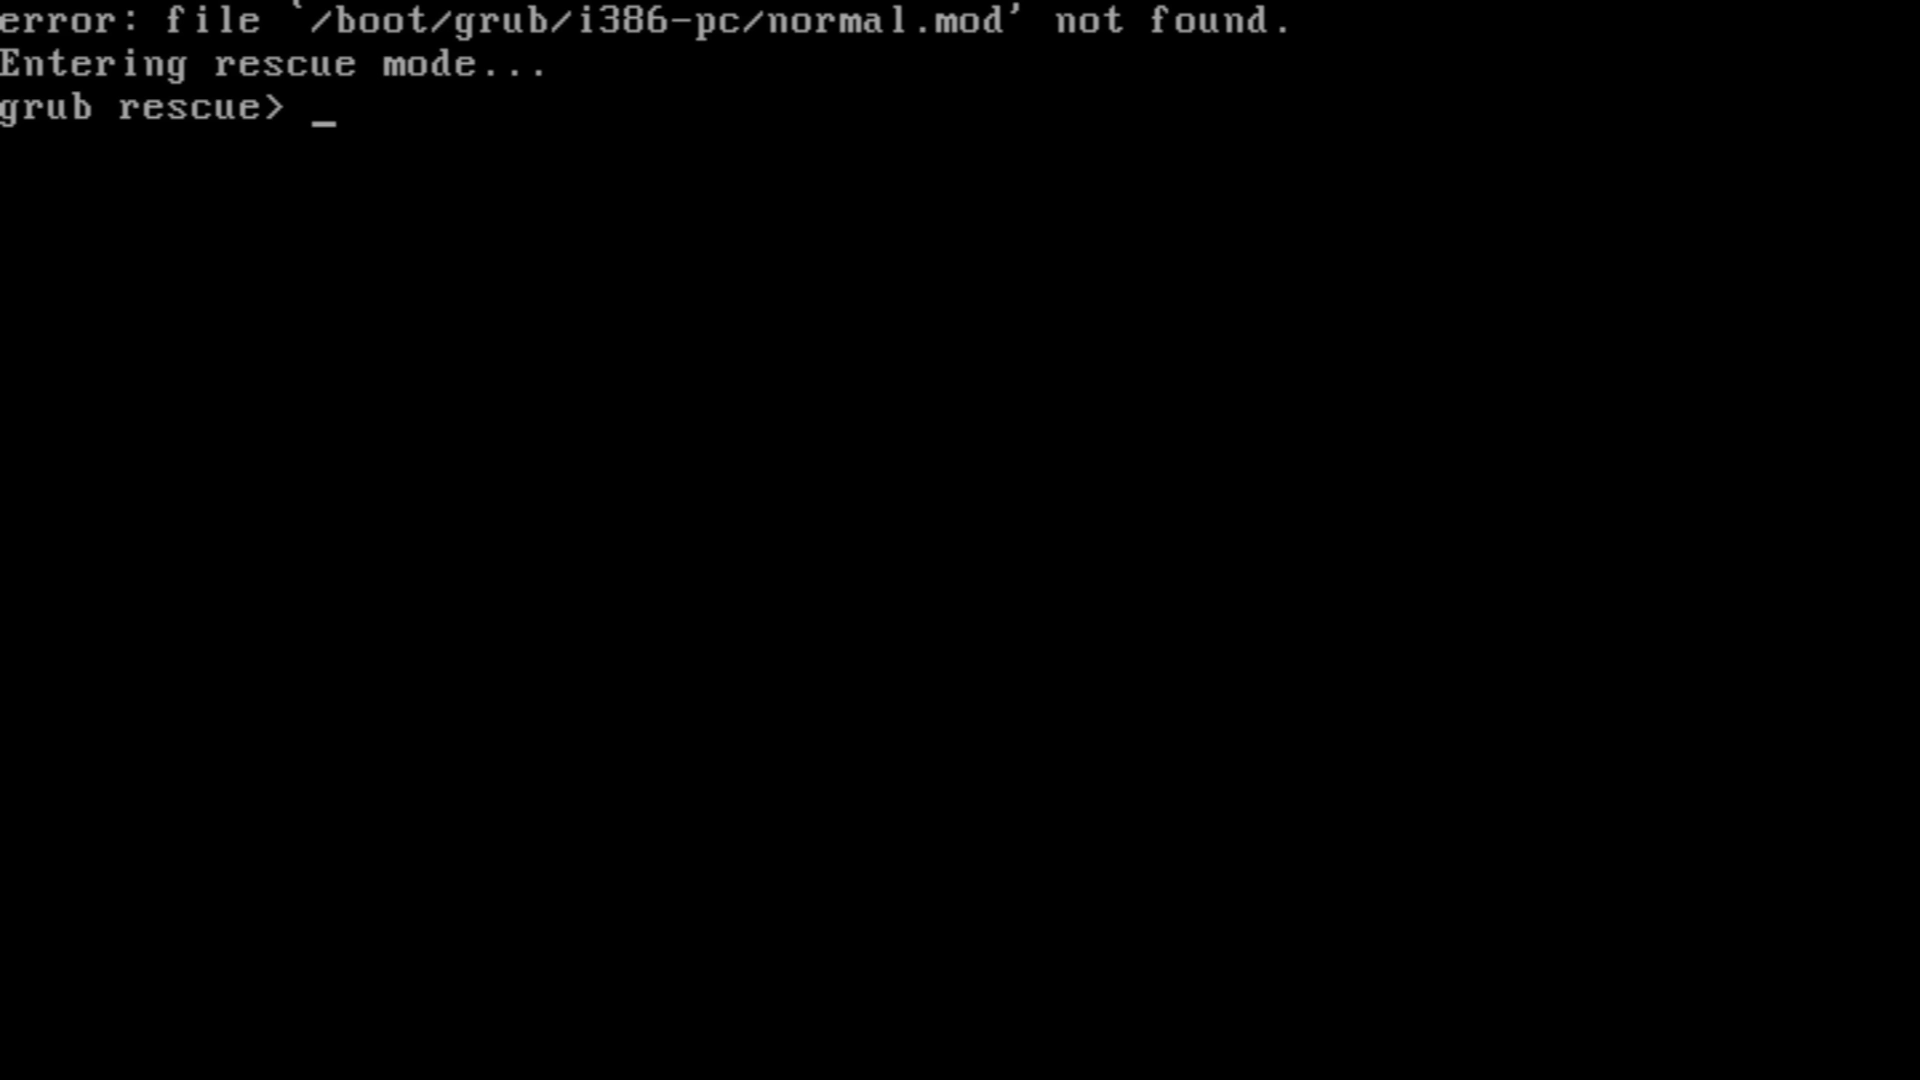 error: file `/boot/grub/i386-pc/normal.mod' not found.
Entering rescue mode...
grub rescue> _